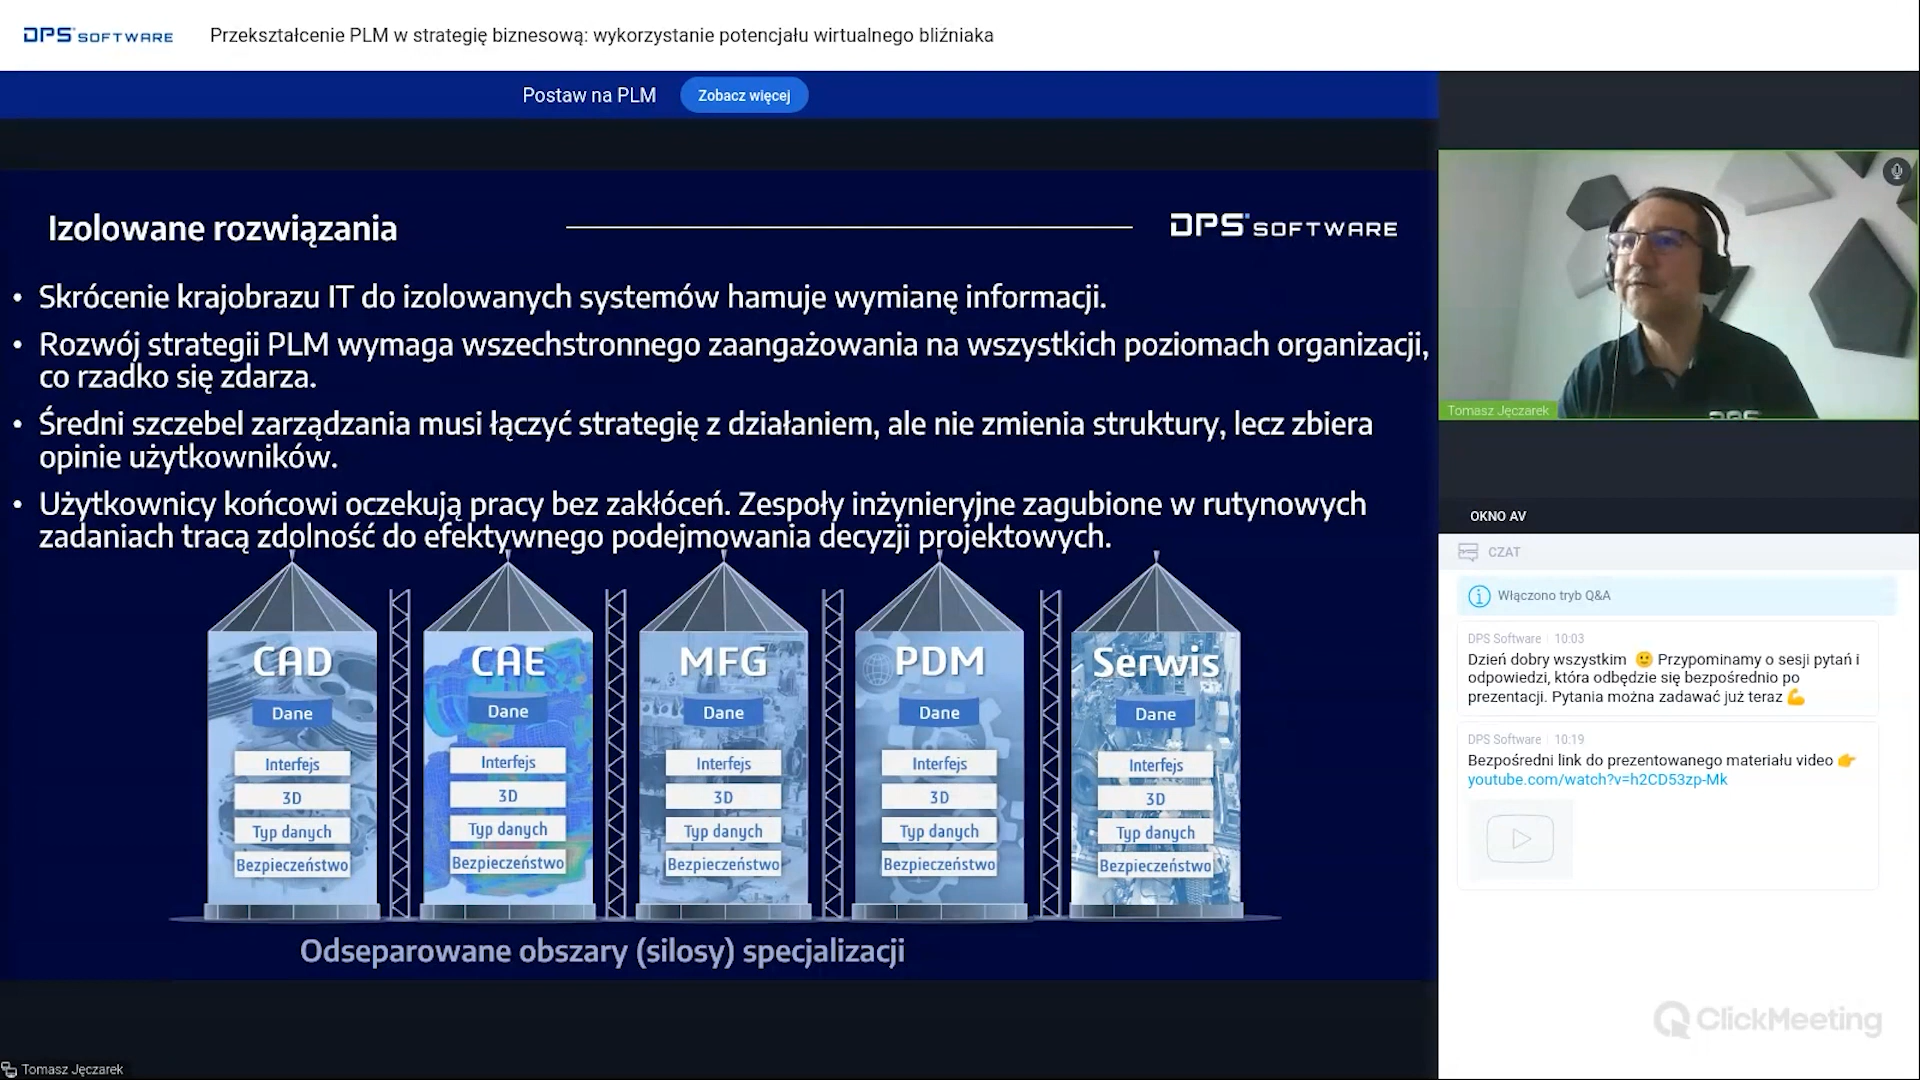 DPS SOFTWARE
Przekształcenie PLM w strategię biznesową: wykorzystanie potencjału wirtualnego bliźniaka
Postaw na PLM
Zobacz więcej
Izolowane rozwiązania
DPS SOFTWARE
• Skrócenie krajobrazu IT do izolowanych systemów hamuje wymianę informacji.
• Rozwój strategii PLM wymaga wszechstronnego zaangażowania na wszystkich poziomach organizacji,
co rzadko się zdarza.
• Średni szczebel zarządzania musi łączyć strategię z działaniem, ale nie zmienia struktury, lecz zbiera
opinie użytkowników.
• Użytkownicy końcowi oczekują pracy bez zakłóceń. Zespoły inżynieryjne zagubione w rutynowych
zadaniach tracą zdolność do efektywnego podejmowania decyzji projektowych.
CAD
Dane
Interfejs
3D
Typ danych
Bezpieczeństwo
CAE
Dane
Interfejs
3D
Typ danych
Bezpieczeństwo
MFG
Dane
Interfejs
3D
Typ danych
Bezpieczeństwo
PDM
Dane
Interfejs
3D
Typ danych
Bezpieczeństwo
Serwis
Dane
Interfejs
3D
Typ danych
Bezpieczeństwo
Odseparowane obszary (silosy) specjalizacji
Tomasz Jęczarek
Tomasz Jęczarek
DPS
OKNO AV
CZAT
Włączono tryb Q&A
DPS Software 10:03
Dzień dobry wszystkim 🙂 Przypominamy o sesji pytań i
odpowiedzi, która odbędzie się bezpośrednio po
prezentacji. Pytania można zadawać już teraz 💪
DPS Software 10:19
Bezpośredni link do prezentowanego materiału video 👉
youtube.com/watch?v=h2CD53zp-Mk
ClickMeeting